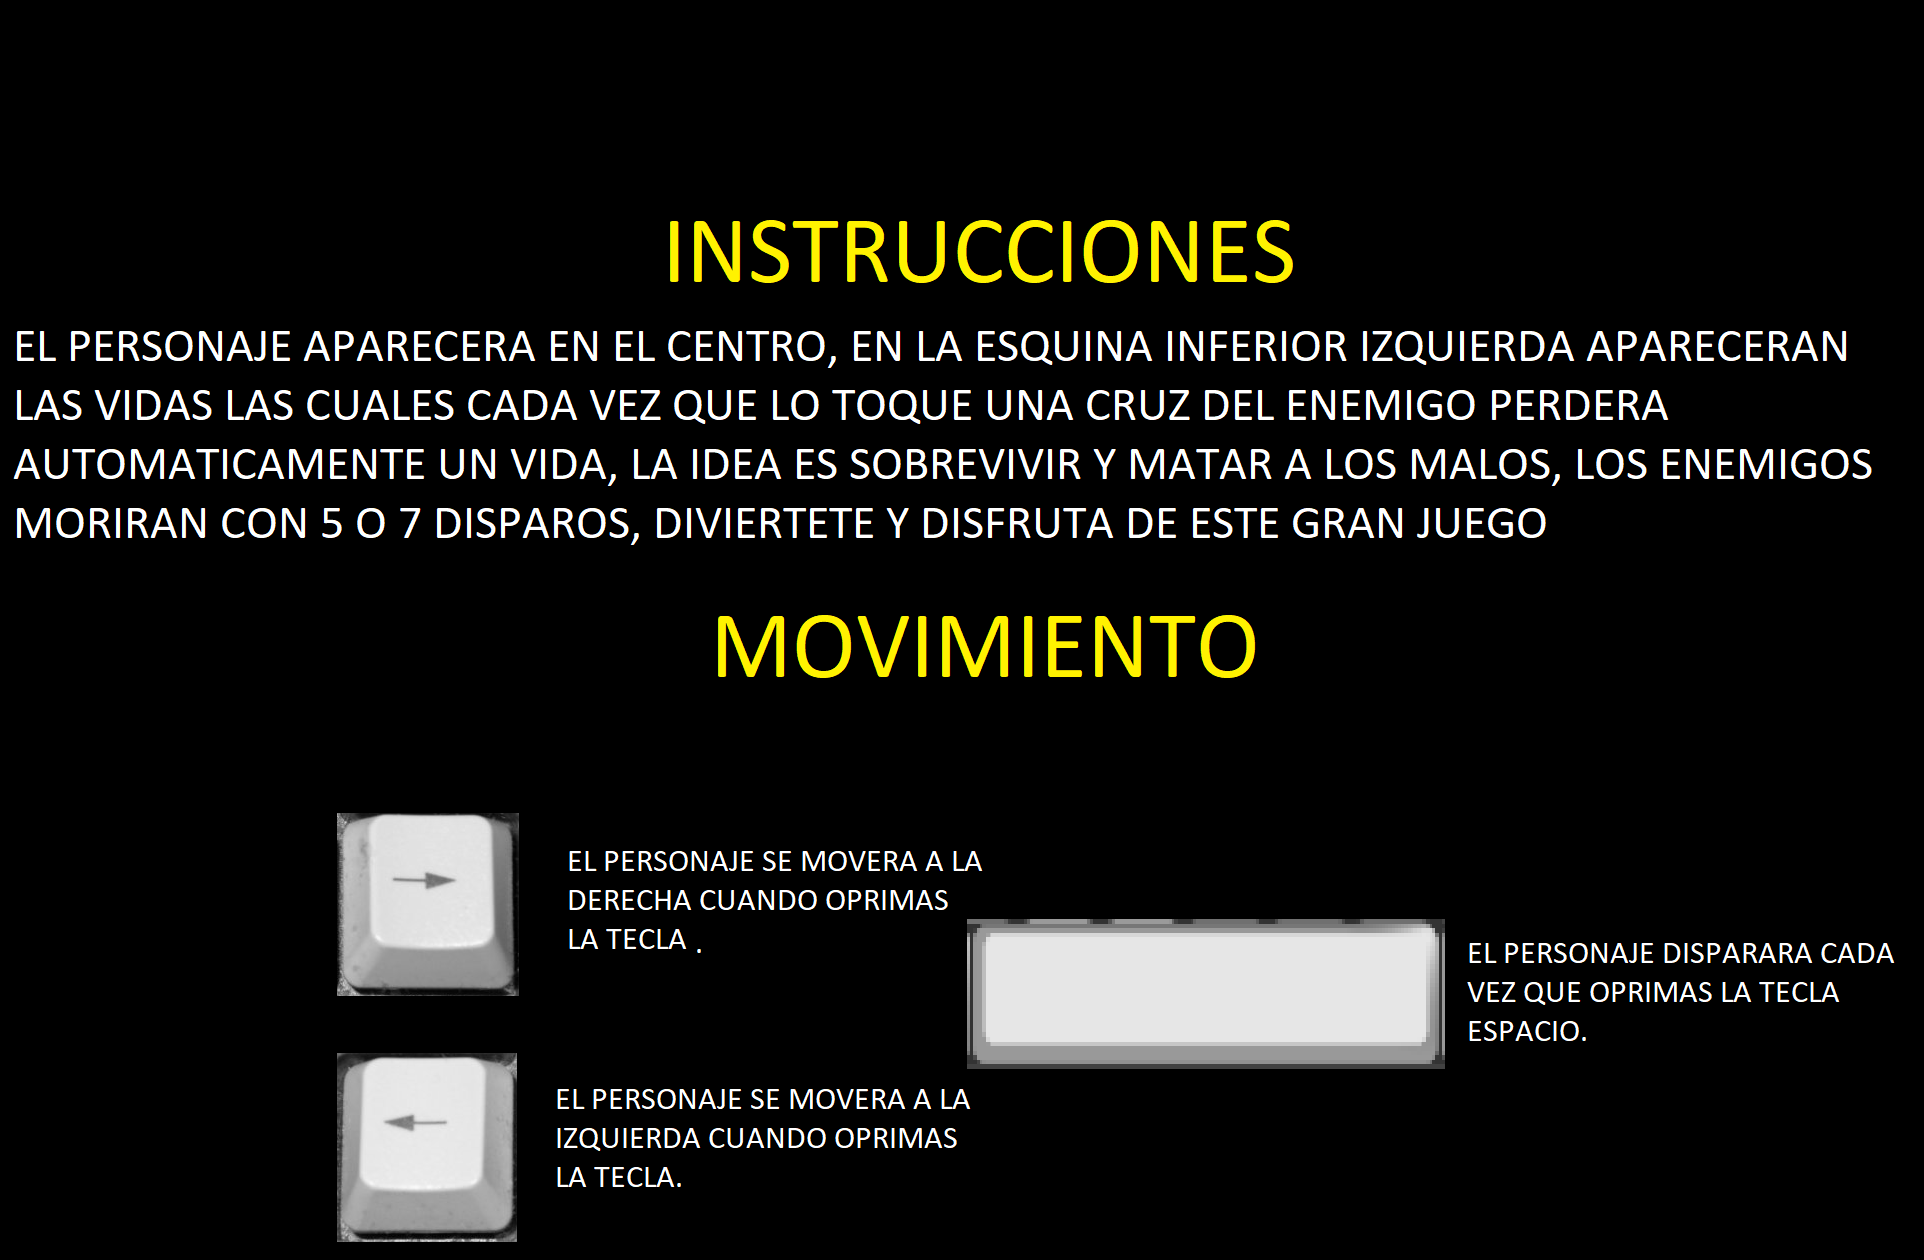 INSTRUCCIONES
EL PERSONAJE APARECERA EN EL CENTRO, EN LA ESQUINA INFERIOR IZQUIERDA APARECERAN
LAS VIDAS LAS CUALES CADA VEZ QUE LO TOQUE UNA CRUZ DEL ENEMIGO PERDERA
AUTOMATICAMENTE UN VIDA, LA IDEA ES SOBREVIVIR Y MATAR A LOS MALOS, LOS ENEMIGOS
MORIRAN CON 5 O 7 DISPAROS, DIVIERTETE Y DISFRUTA DE ESTE GRAN JUEGO
MOVIMIENTO
EL PERSONAJE SE MOVERA A LA
DERECHA CUANDO OPRIMAS
LA TECLA .
EL PERSONAJE SE MOVERA A LA
IZQUIERDA CUANDO OPRIMAS
LA TECLA.
EL PERSONAJE DISPARARA CADA
VEZ QUE OPRIMAS LA TECLA
ESPACIO.